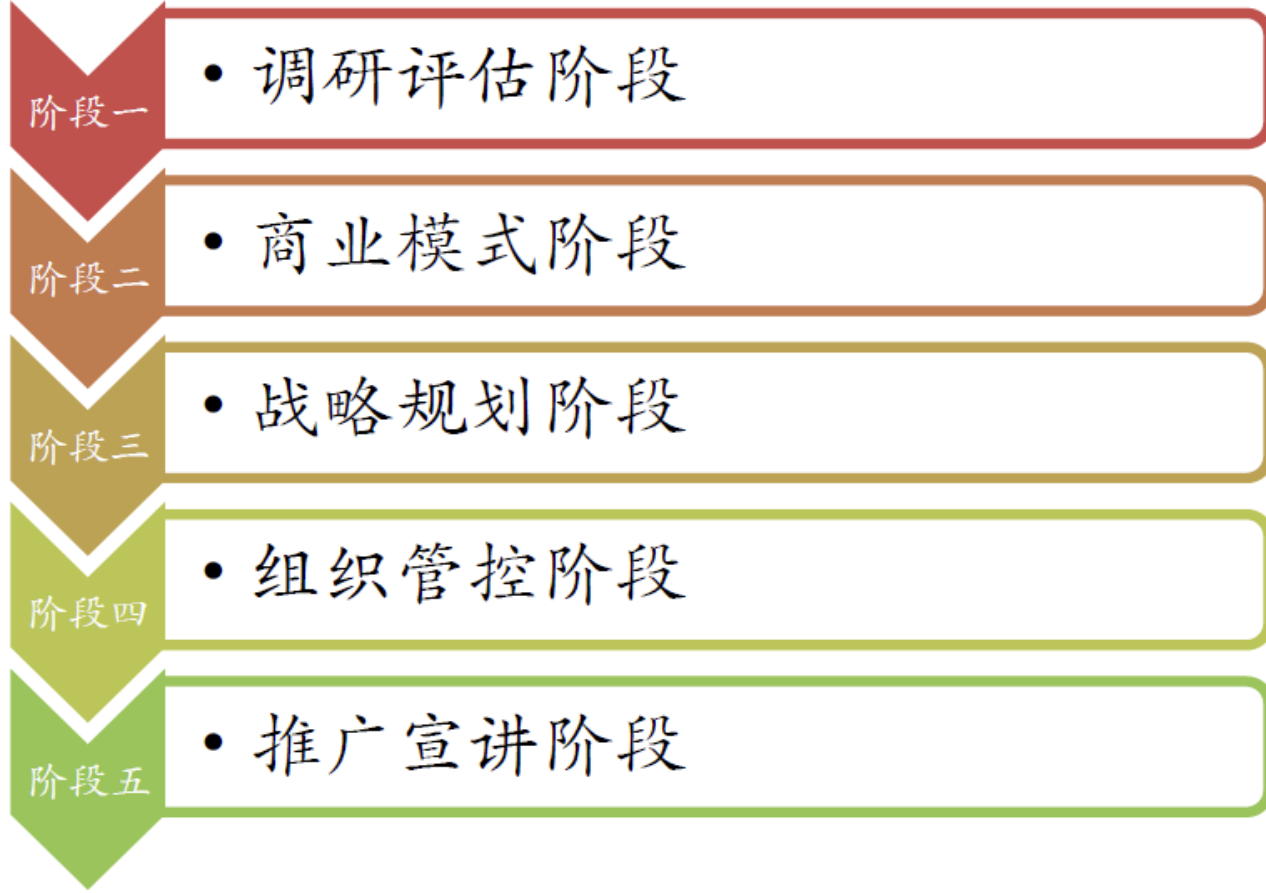 阶段一
• 调研评估阶段
阶段二
• 商业模式阶段
阶段三
• 战略规划阶段
阶段四
• 组织管控阶段
阶段五
• 推广宣讲阶段